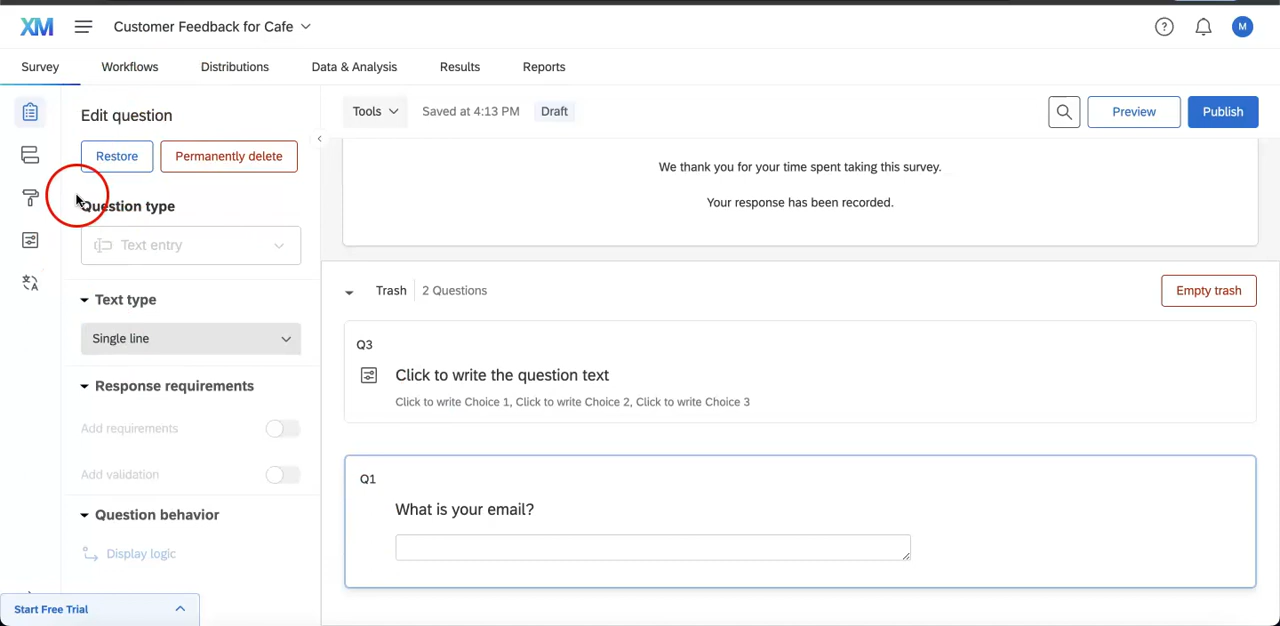 XM Customer Feedback for Cafe M
Survey Workflows Distributions Data & Analysis Results Reports
Edit question
Tools Saved at 4:13 PM Draft Preview Publish
Restore Permanently delete
We thank you for your time spent taking this survey.
Your response has been recorded.
Question type
Text entry
Text type
Single line
Response requirements
Add requirements
Add validation
Question behavior
Display logic
Start Free Trial
Trash 2 Questions Empty trash
Q3
Click to write the question text
Click to write Choice 1, Click to write Choice 2, Click to write Choice 3
Q1
What is your email?